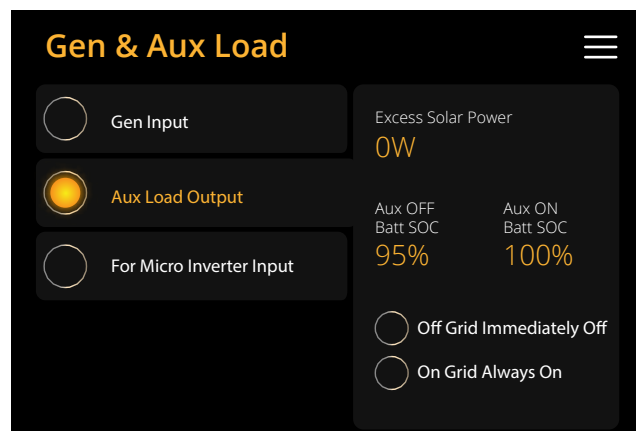 Gen & Aux Load
Gen Input
Aux Load Output
For Micro Inverter Input
Excess Solar Power
0W
Aux OFF
Batt SOC
95%
Aux ON
Batt SOC
100%
Off Grid Immediately Off
On Grid Always On